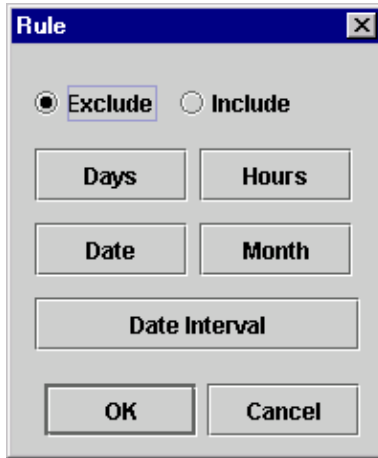 Rule
Exclude Include
Days Hours
Date Month
Date Interval
OK Cancel